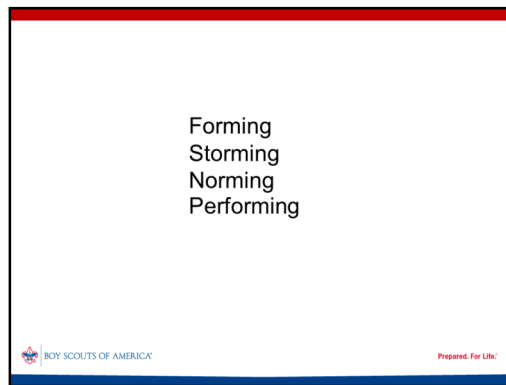 Forming
Storming
Norming
Performing
BOY SCOUTS OF AMERICA®
Prepared. For Life.®